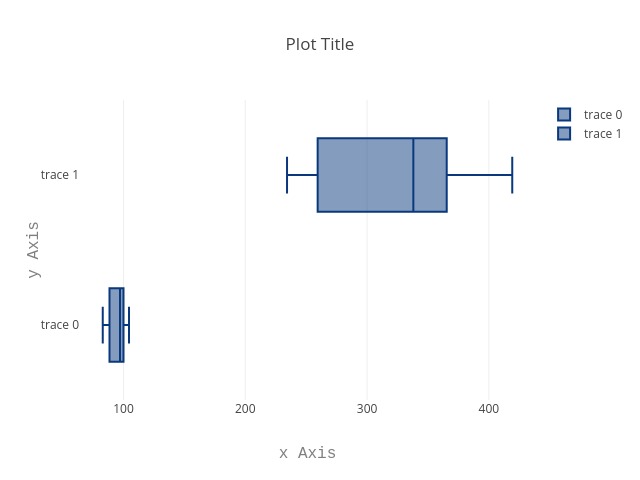 Plot Title
trace 0
trace 1
trace 1
trace 0
y Axis
100
200
300
400
x Axis